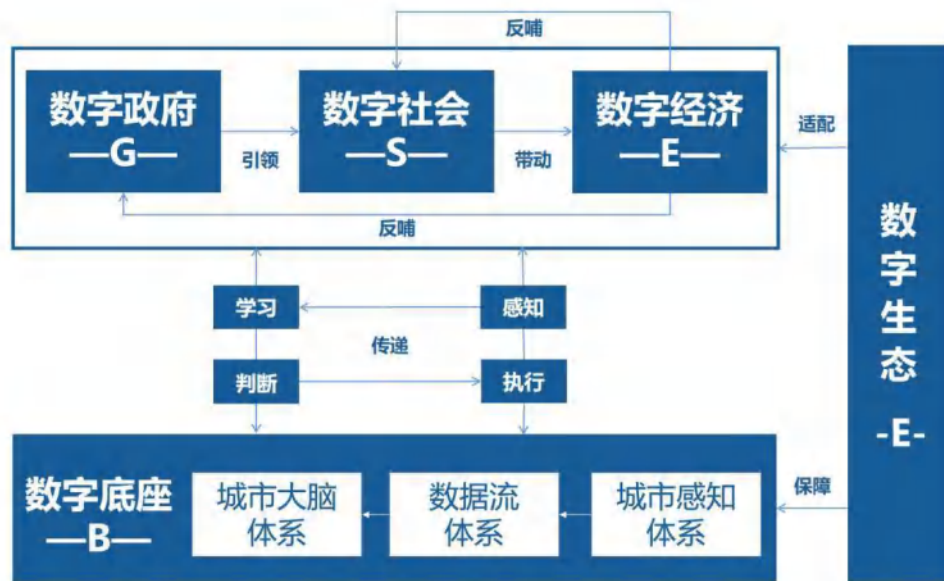 反哺
数字政府
—G—
引领
数字社会
—S—
带动
数字经济
—E—
适配
反哺
学习
感知
传递
判断
执行
数字生态
-E-
数字底座
—B—
城市大脑
体系
数据流
体系
城市感知
体系
保障